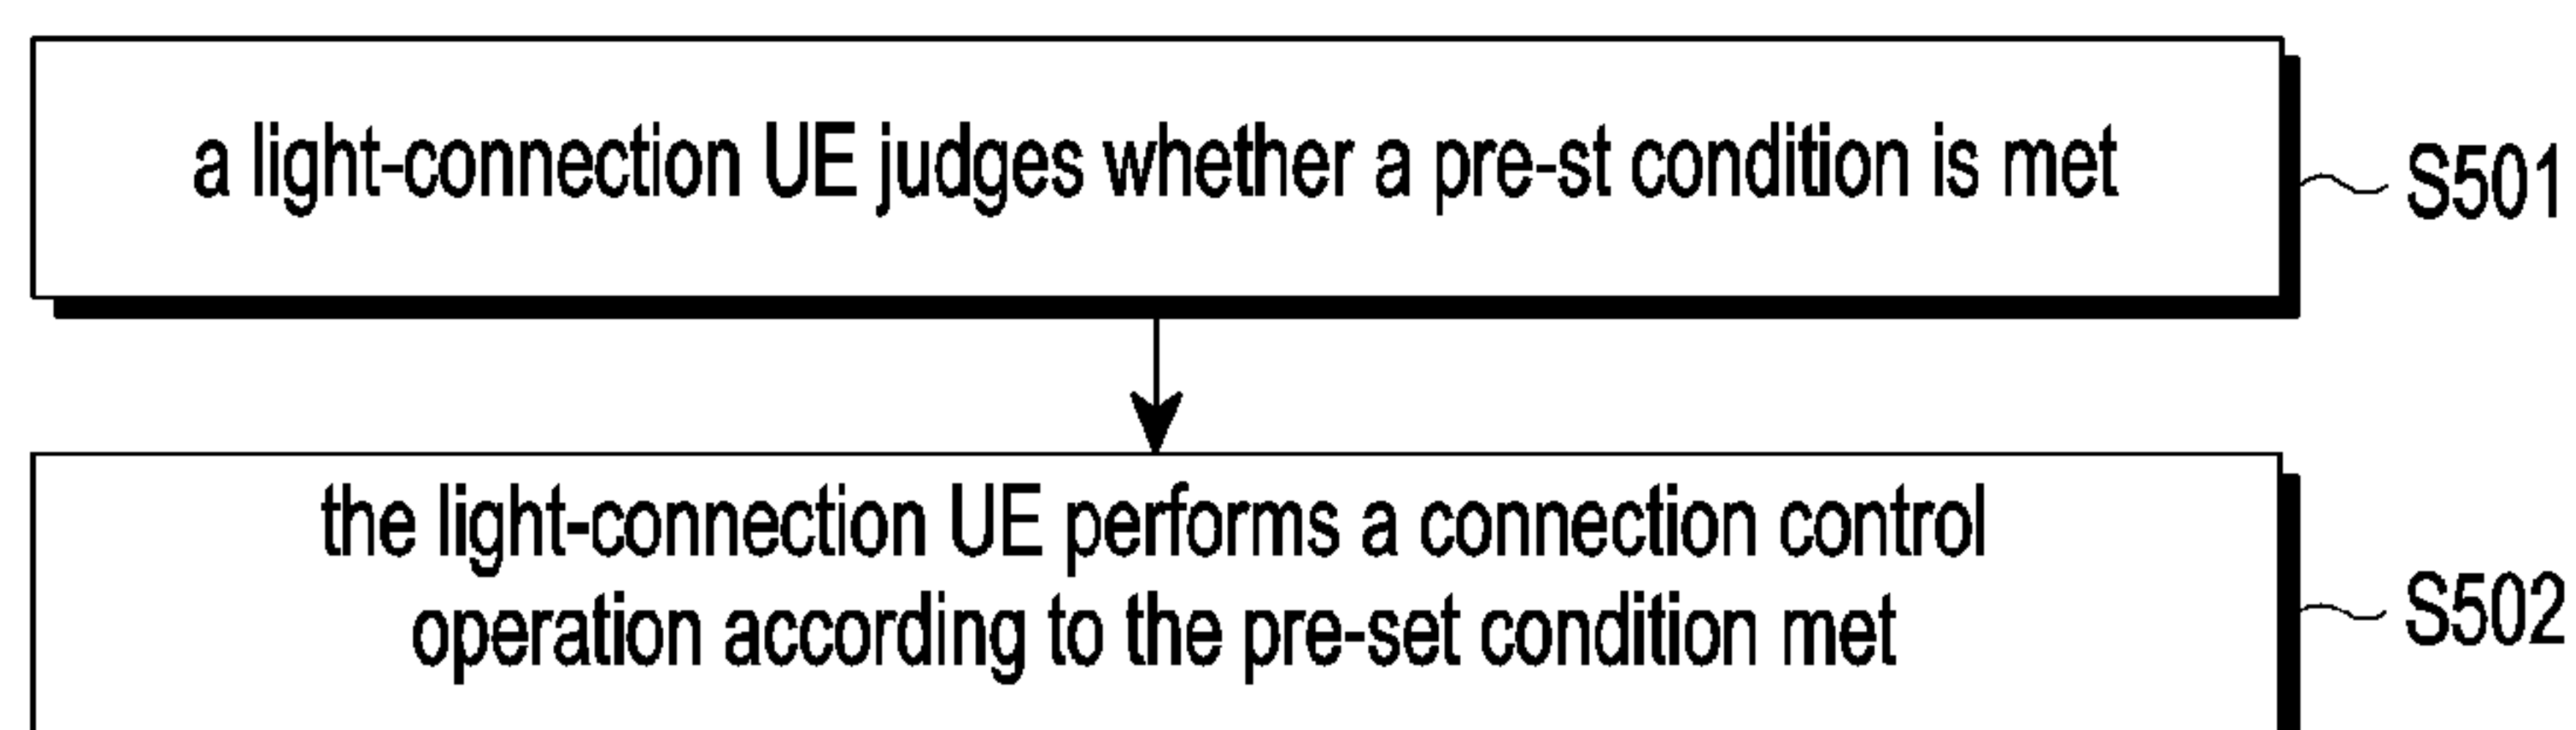 a light-connection UE judges whether a pre-st condition is met
S501
the light-connection UE performs a connection control
operation according to the pre-set condition met
S502